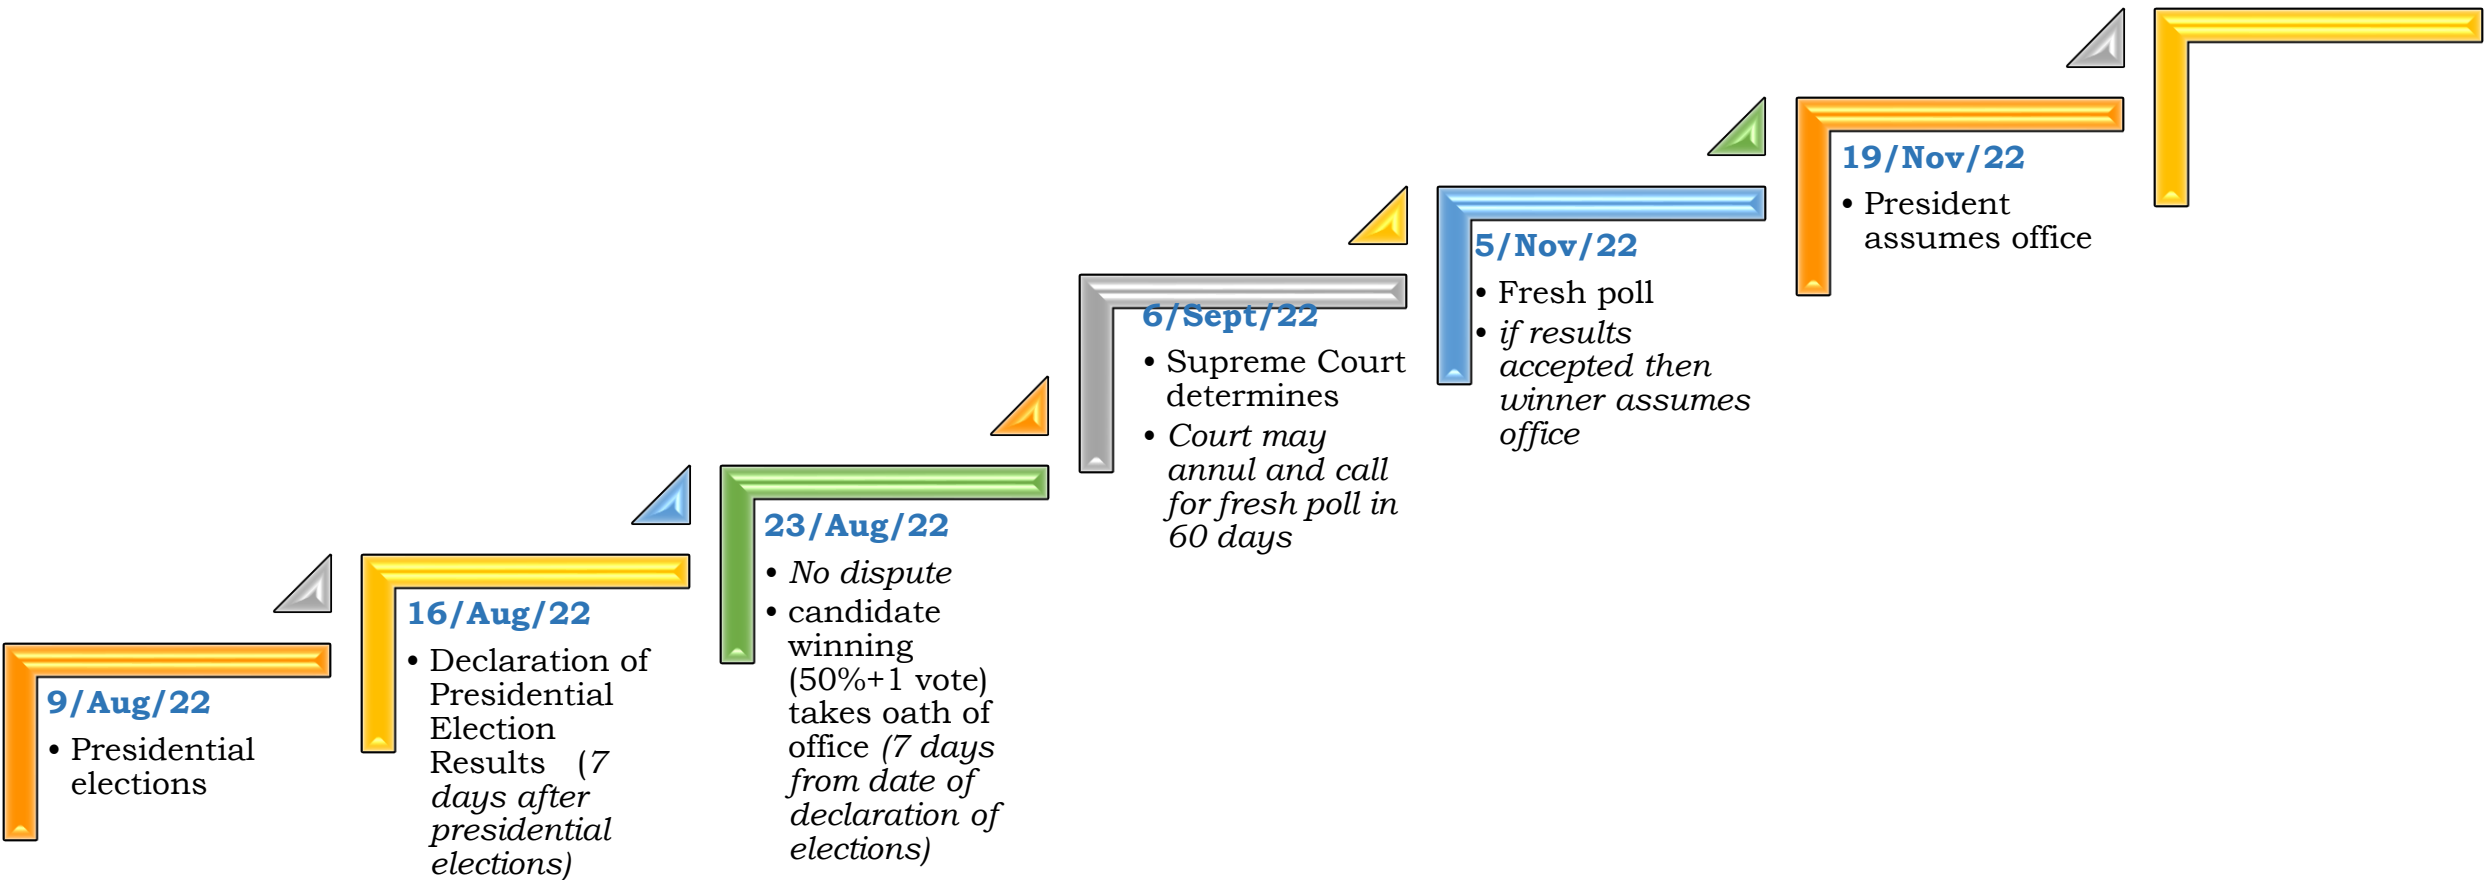 9/Aug/22
• Presidential
elections
16/Aug/22
• Declaration of
Presidential
Election
Results (7
days after
presidential
elections)
23/Aug/22
• No dispute
• candidate
winning
(50%+1 vote)
takes oath of
office (7 days
from date of
declaration of
elections)
6/Sept/22
• Supreme Court
determines
• Court may
annul and call
for fresh poll in
60 days
5/Nov/22
• Fresh poll
• if results
accepted then
winner assumes
office
19/Nov/22
• President
assumes office